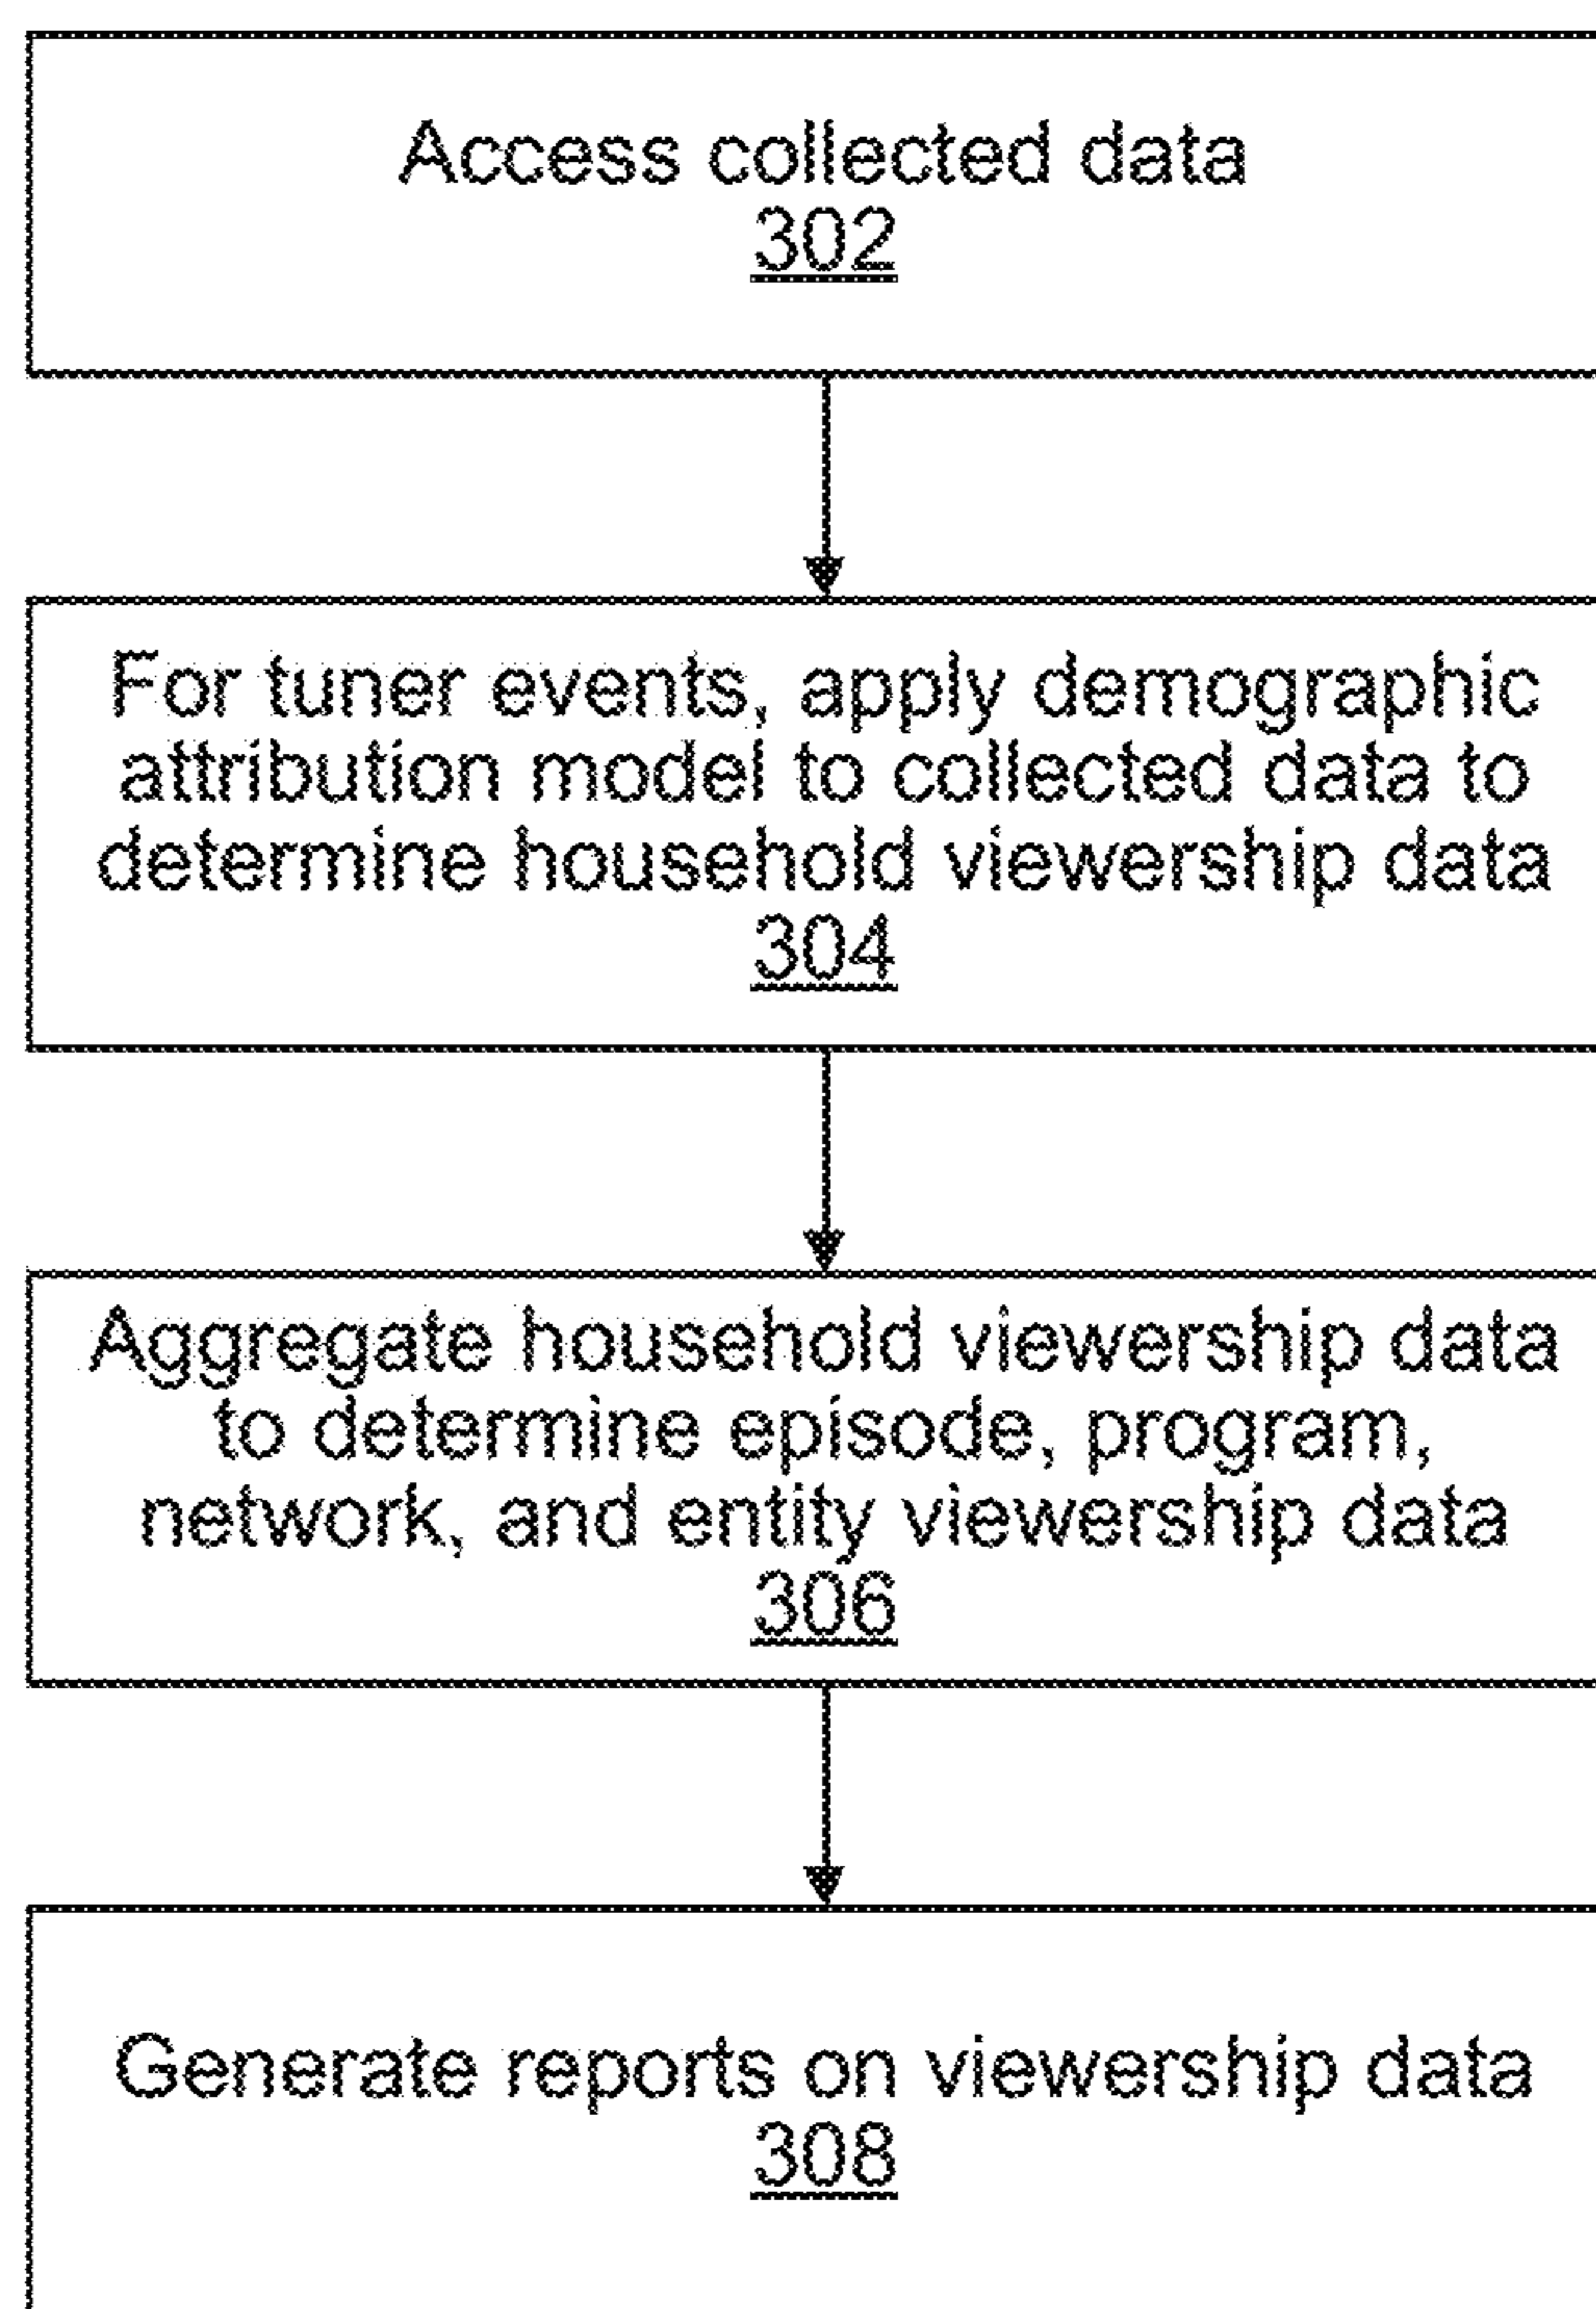 Access collected data
302
For tuner events, apply demographic
attribution model to collected data to
determine household viewership data
304
Aggregate household viewership data
to determine episode, program,
network, and entity viewership data
306
Generate reports on viewership data
308